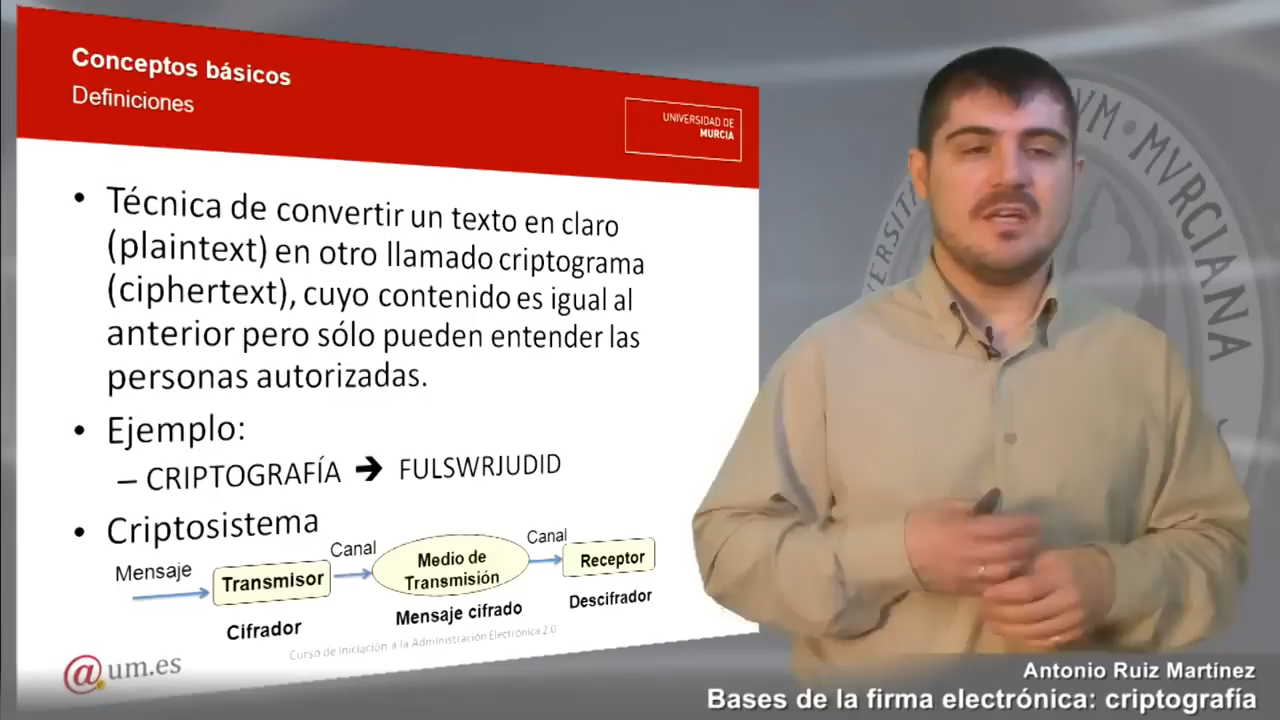 Conceptos básicos
Definiciones
UNIVERSIDAD DE
MURCIA
• Técnica de convertir un texto en claro
(plaintext) en otro llamado criptograma
(ciphertext), cuyo contenido es igual al
anterior pero sólo pueden entender las
personas autorizadas.
• Ejemplo:
– CRIPTOGRAFÍA ➔ FULSWRJUDID
• Criptosistema
Mensaje
Transmisor
Cifrador
Canal
Medio de
Transmisión
Mensaje cifrado
Canal
Receptor
Descifrador
Curso de Iniciación a la Administración Electrónica 2.0
@um.es
MVRCIANA
Antonio Ruiz Martínez
Bases de la firma electrónica: criptografía